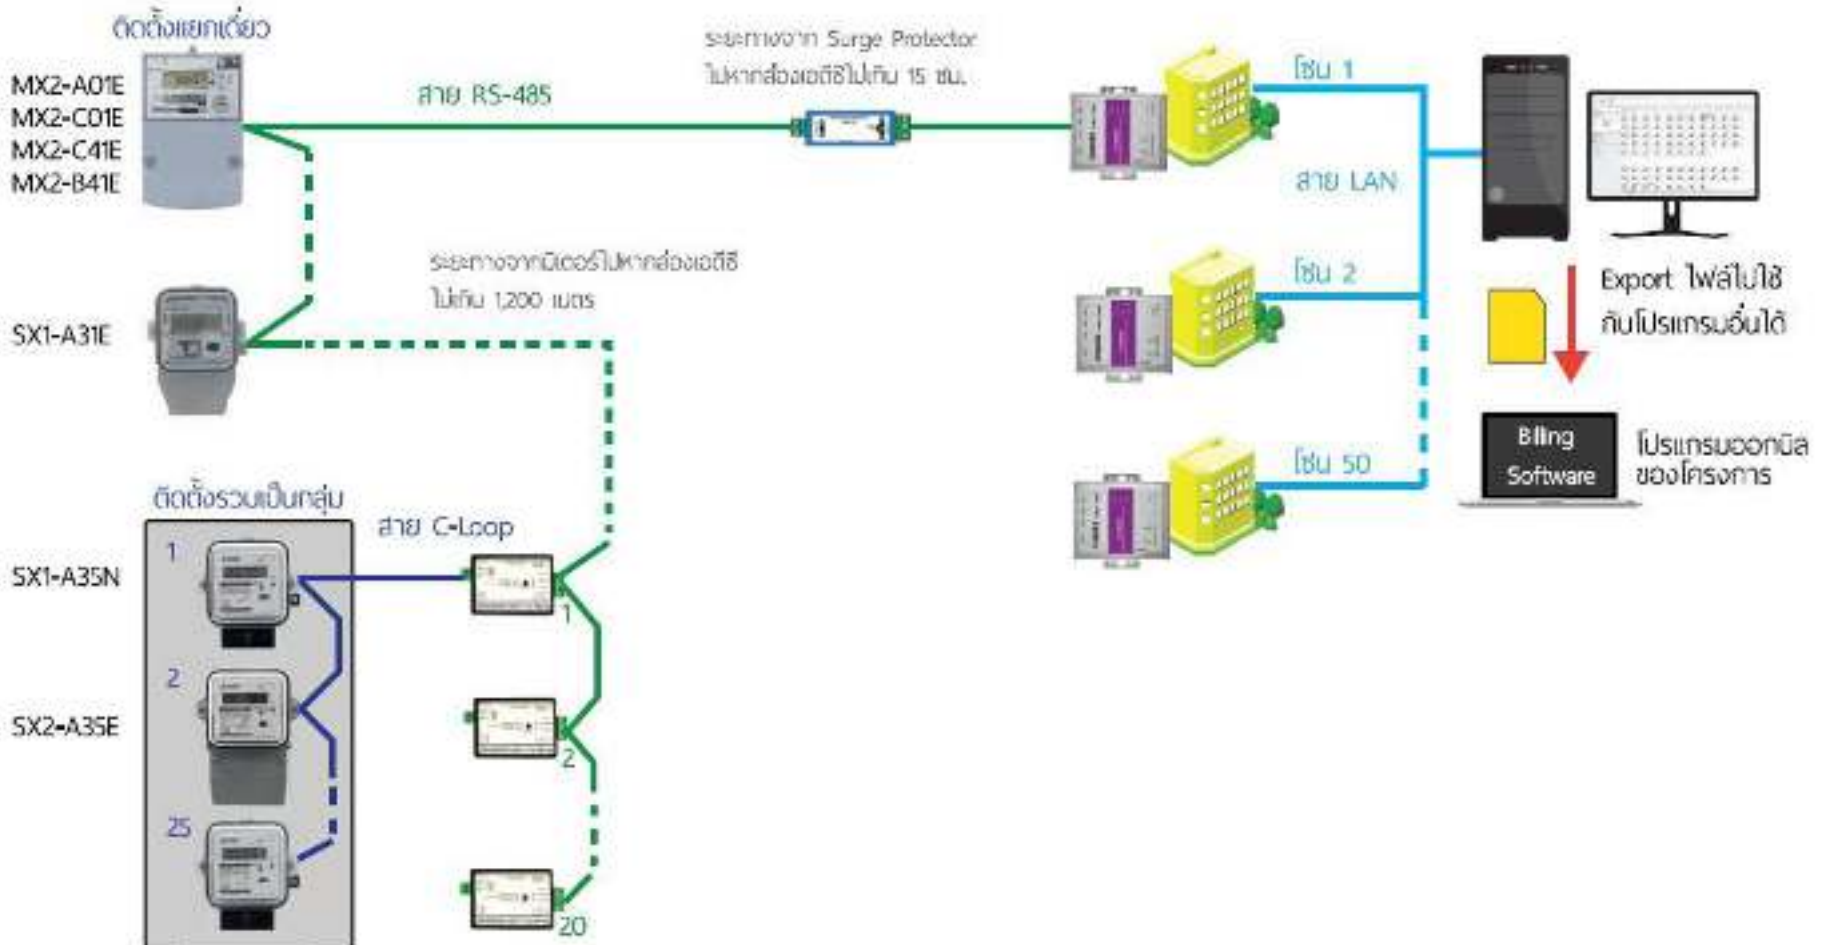 ติดตั้งแยกเดี่ยว
MX2-A01E
MX2-C01E
MX2-C41E
MX2-B41E
สาย RS-485
ระยะทางจาก Surge Protector
ไปหากล่องเอดีซีไม่เกิน 15 ซม.
โซน 1
สาย LAN
ระยะทางจากมิเตอร์ไปหากล่องเอดีซี
ไม่เกิน 1,200 เมตร
SX1-A31E
โซน 2
Export ไฟล์ไปใช้
กับโปรแกรมอื่นได้
โซน 50
Billing
Software
โปรแกรมออกบิล
ของโครงการ
ติดตั้งรวมเป็นกลุ่ม
สาย C-Loop
SX1-A35N
1
1
SX2-A35E
2
2
25
20